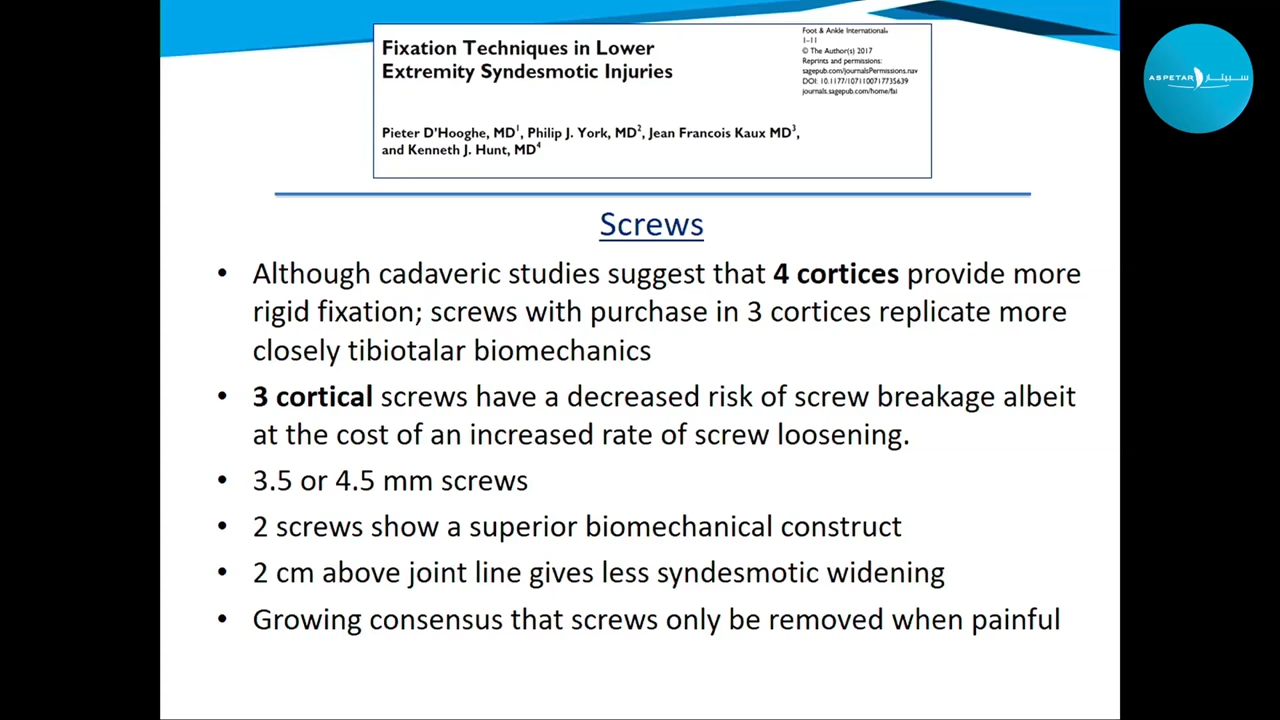 Fixation Techniques in Lower
Extremity Syndesmotic Injuries
Foot & Ankle International®
1–11
© The Author(s) 2017
Reprints and permissions:
sagepub.com/journalsPermissions.nav
DOI: 10.1177/1071100717735639
journals.sagepub.com/home/fai
Pieter D'Hooghe, MD1, Philip J. York, MD2, Jean Francois Kaux MD3,
and Kenneth J. Hunt, MD4
ASPETAR سبيتار
Screws
• Although cadaveric studies suggest that 4 cortices provide more
rigid fixation; screws with purchase in 3 cortices replicate more
closely tibiotalar biomechanics
• 3 cortical screws have a decreased risk of screw breakage albeit
at the cost of an increased rate of screw loosening.
• 3.5 or 4.5 mm screws
• 2 screws show a superior biomechanical construct
• 2 cm above joint line gives less syndesmotic widening
• Growing consensus that screws only be removed when painful